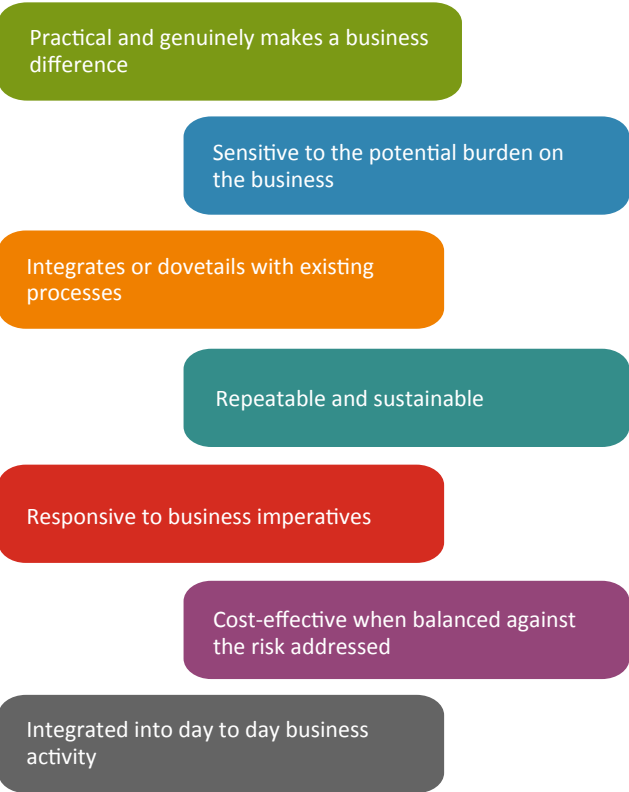 Practical and genuinely makes a business
difference
Sensitive to the potential burden on
the business
Integrates or dovetails with existing
processes
Repeatable and sustainable
Responsive to business imperatives
Cost-effective when balanced against
the risk addressed
Integrated into day to day business
activity